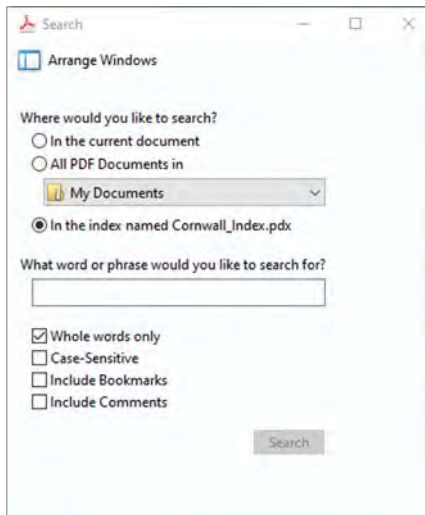 Search
Arrange Windows
Where would you like to search?
In the current document
All PDF Documents in
My Documents
In the index named Cornwall_Index.pdx
What word or phrase would you like to search for?
Whole words only
Case-Sensitive
Include Bookmarks
Include Comments
Search